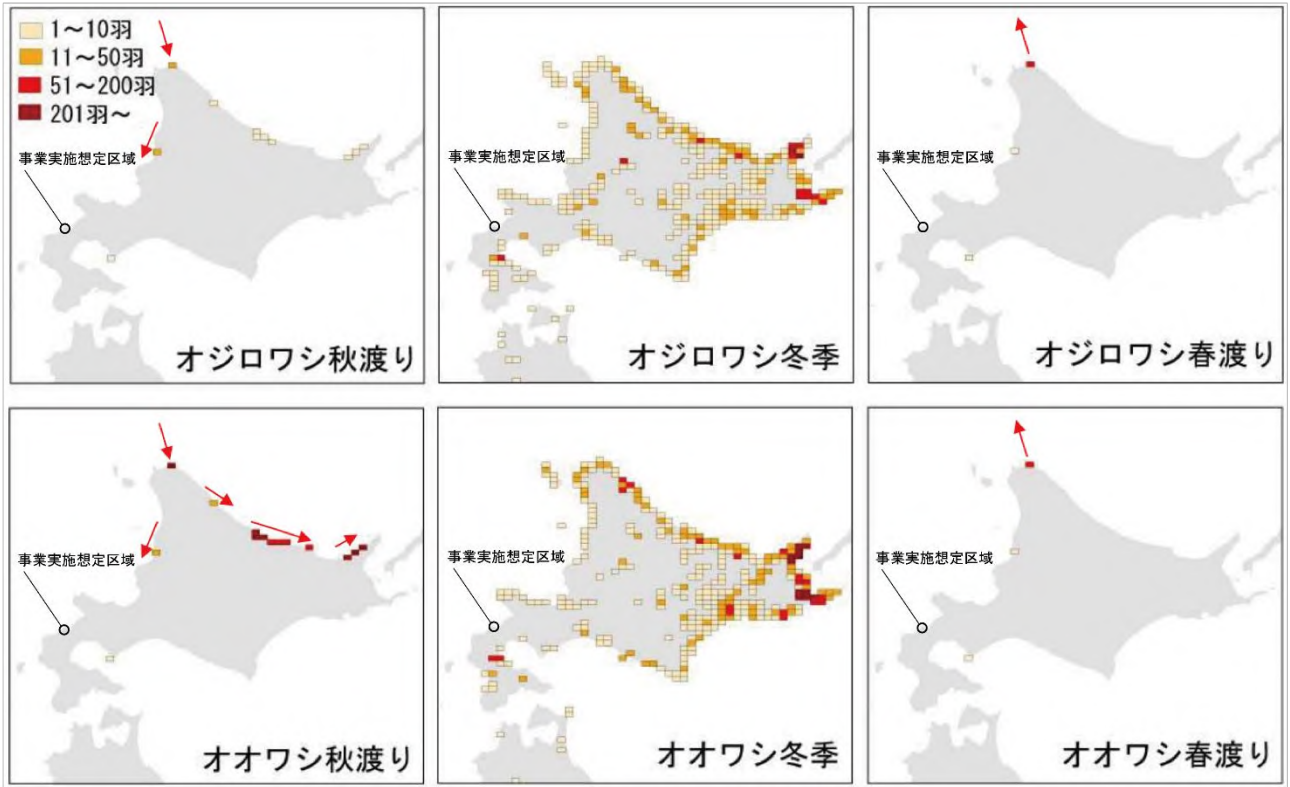 1～10羽
11～50羽
51～200羽
201羽～
事業実施想定区域
オジロワシ秋渡り
事業実施想定区域
オジロワシ冬季
事業実施想定区域
オジロワシ春渡り
事業実施想定区域
オオワシ秋渡り
事業実施想定区域
オオワシ冬季
事業実施想定区域
オオワシ春渡り